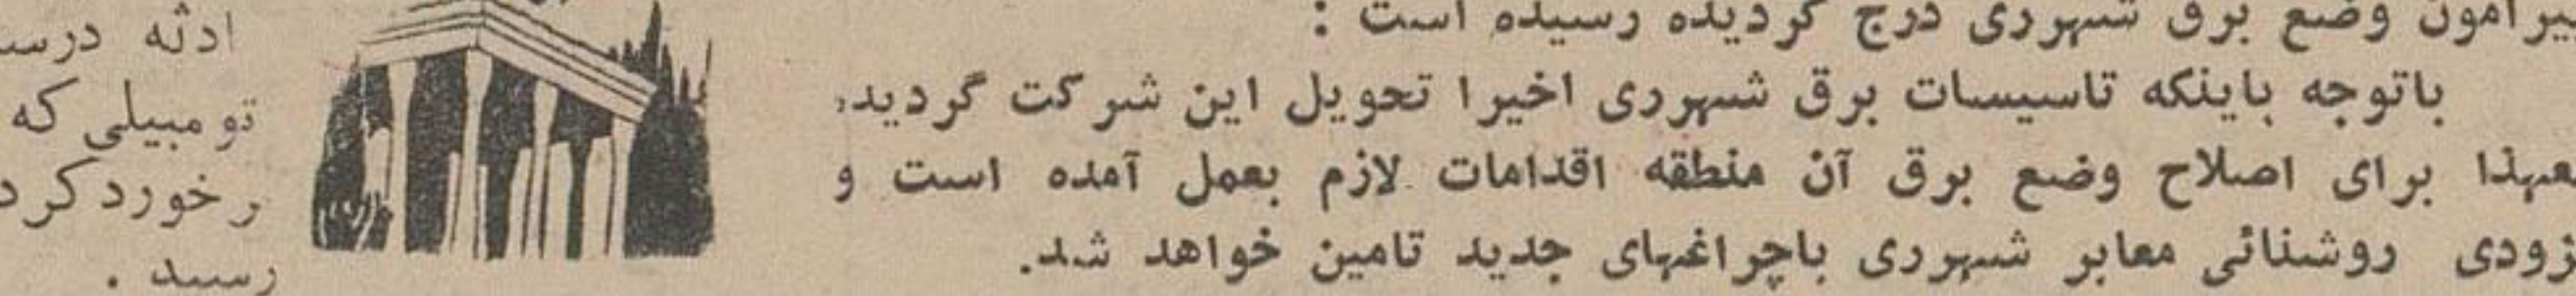 پیرامون وضع برق شهرری درج گردیده رسیده است :
باتوجه باینکه تاسیسات برق شهرری اخیرا تحویل این شرکت گردیده
معهذا برای اصلاح وضع برق آن منطقه اقدامات لازم بعمل آمده است و
بزودی روشنائی معابر شهرری باچراغهای جدید تامین خواهد شد.
ادثه درس
تومبیلی که
رخورد کرد
رسید .